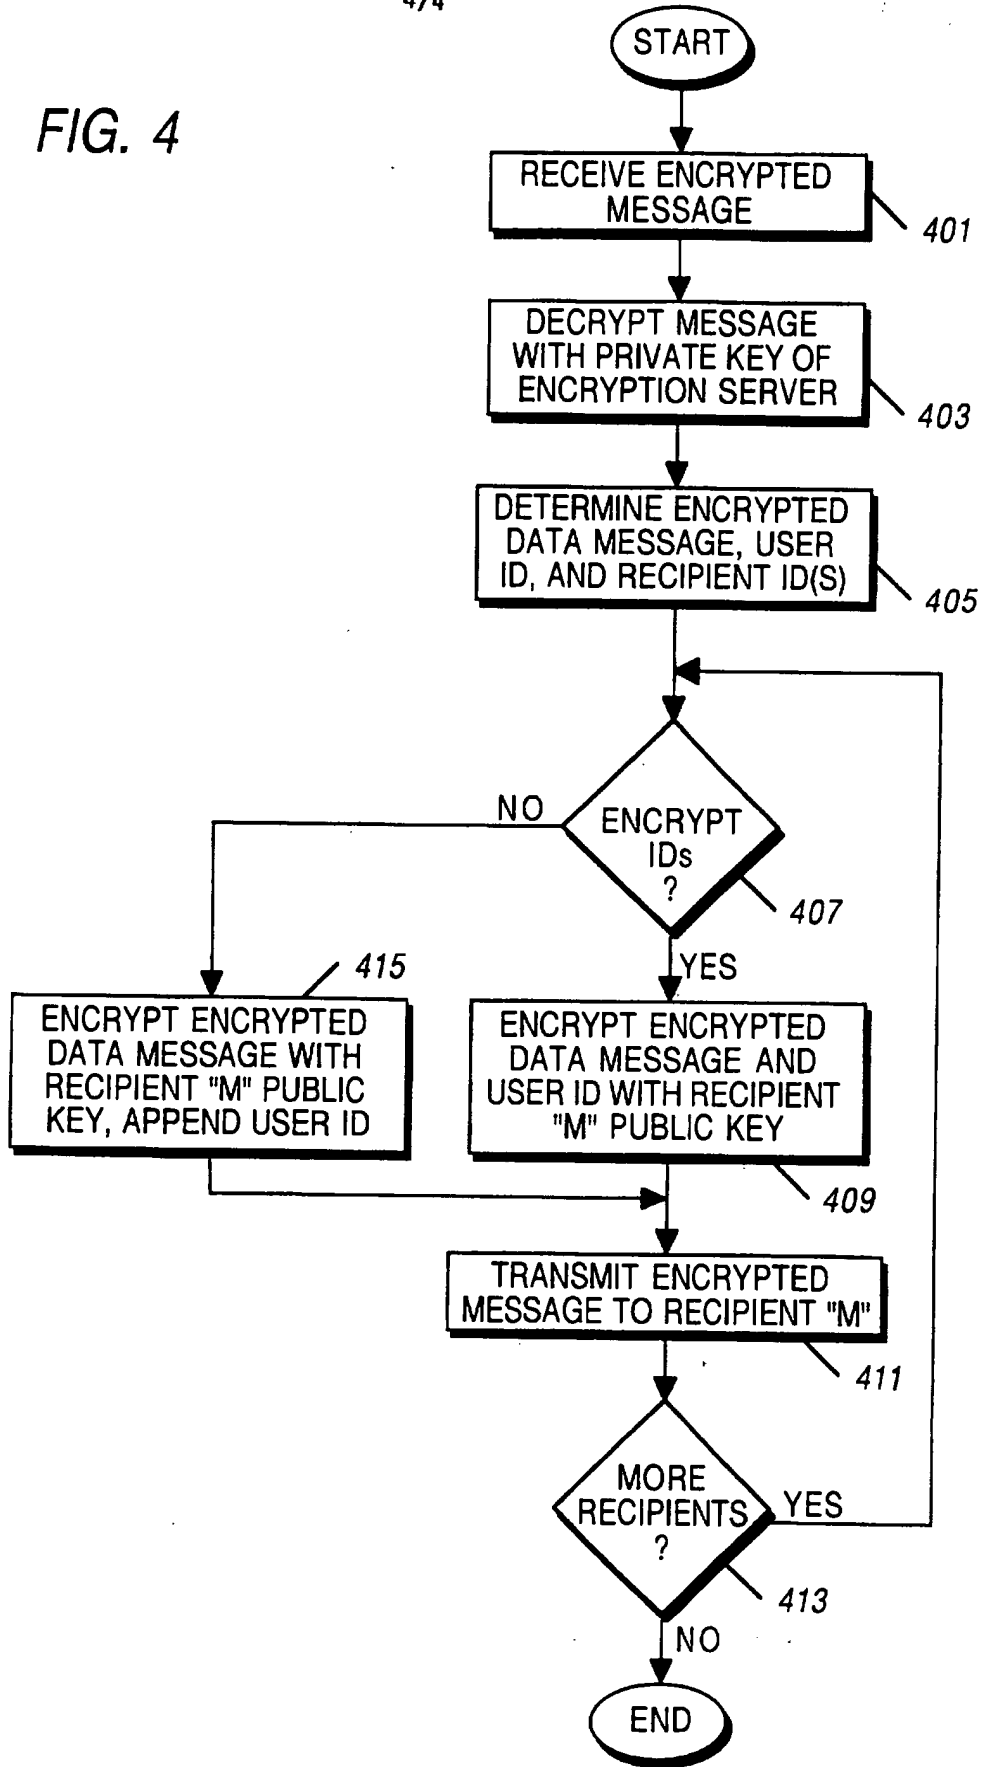 4/4
FIG. 4
START
RECEIVE ENCRYPTED
MESSAGE
401
DECRYPT MESSAGE
WITH PRIVATE KEY OF
ENCRYPTION SERVER
403
DETERMINE ENCRYPTED
DATA MESSAGE, USER
ID, AND RECIPIENT ID(S)
405
ENCRYPT
IDs
?
407
NO
YES
415
ENCRYPT ENCRYPTED
DATA MESSAGE WITH
RECIPIENT "M" PUBLIC
KEY, APPEND USER ID
ENCRYPT ENCRYPTED
DATA MESSAGE AND
USER ID WITH RECIPIENT
"M" PUBLIC KEY
409
TRANSMIT ENCRYPTED
MESSAGE TO RECIPIENT "M"
411
MORE
RECIPIENTS
?
YES
413
NO
END